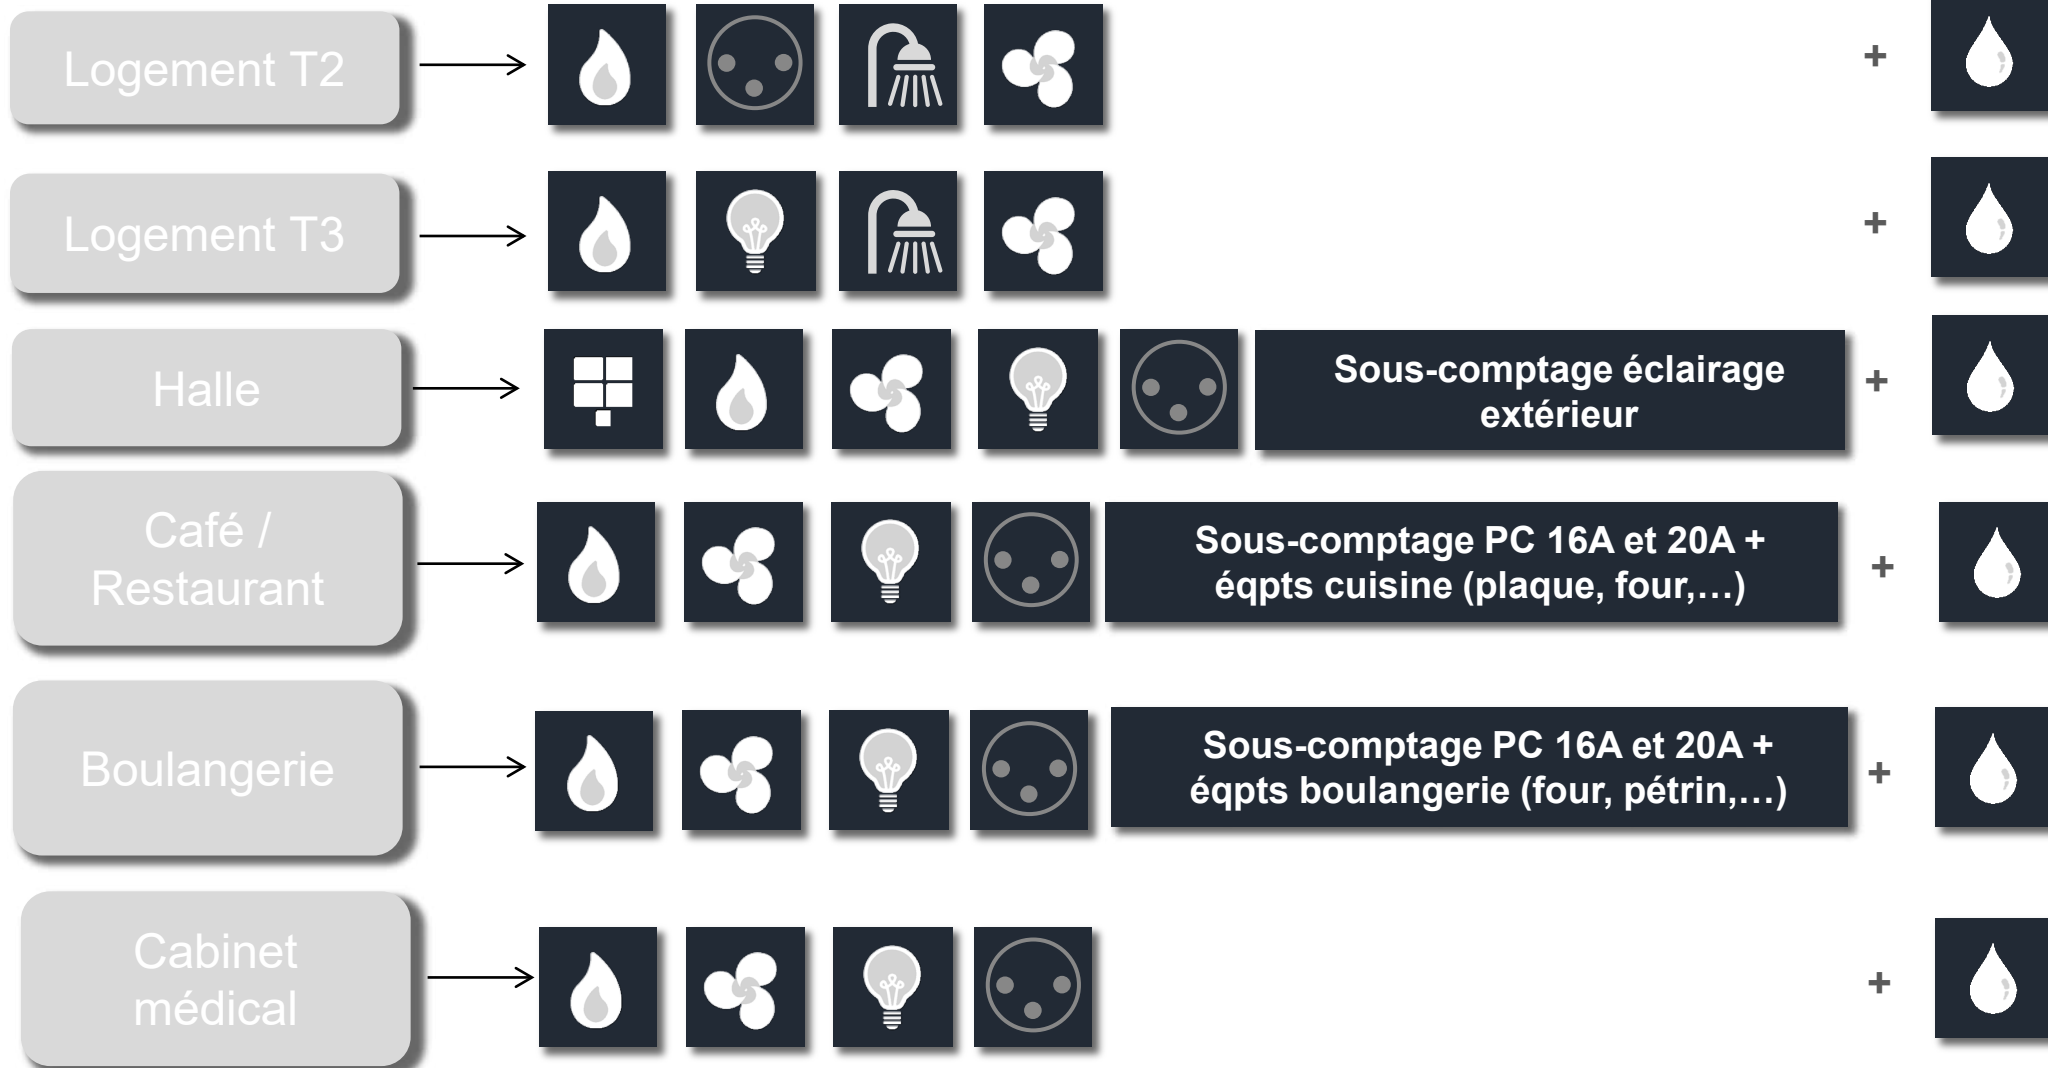 Logement T2
+
Logement T3
+
Halle
Sous-comptage éclairage
extérieur
+
Café /
Restaurant
Sous-comptage PC 16A et 20A +
éqpts cuisine (plaque, four,…)
+
Boulangerie
Sous-comptage PC 16A et 20A +
éqpts boulangerie (four, pétrin,…)
+
Cabinet
médical
+